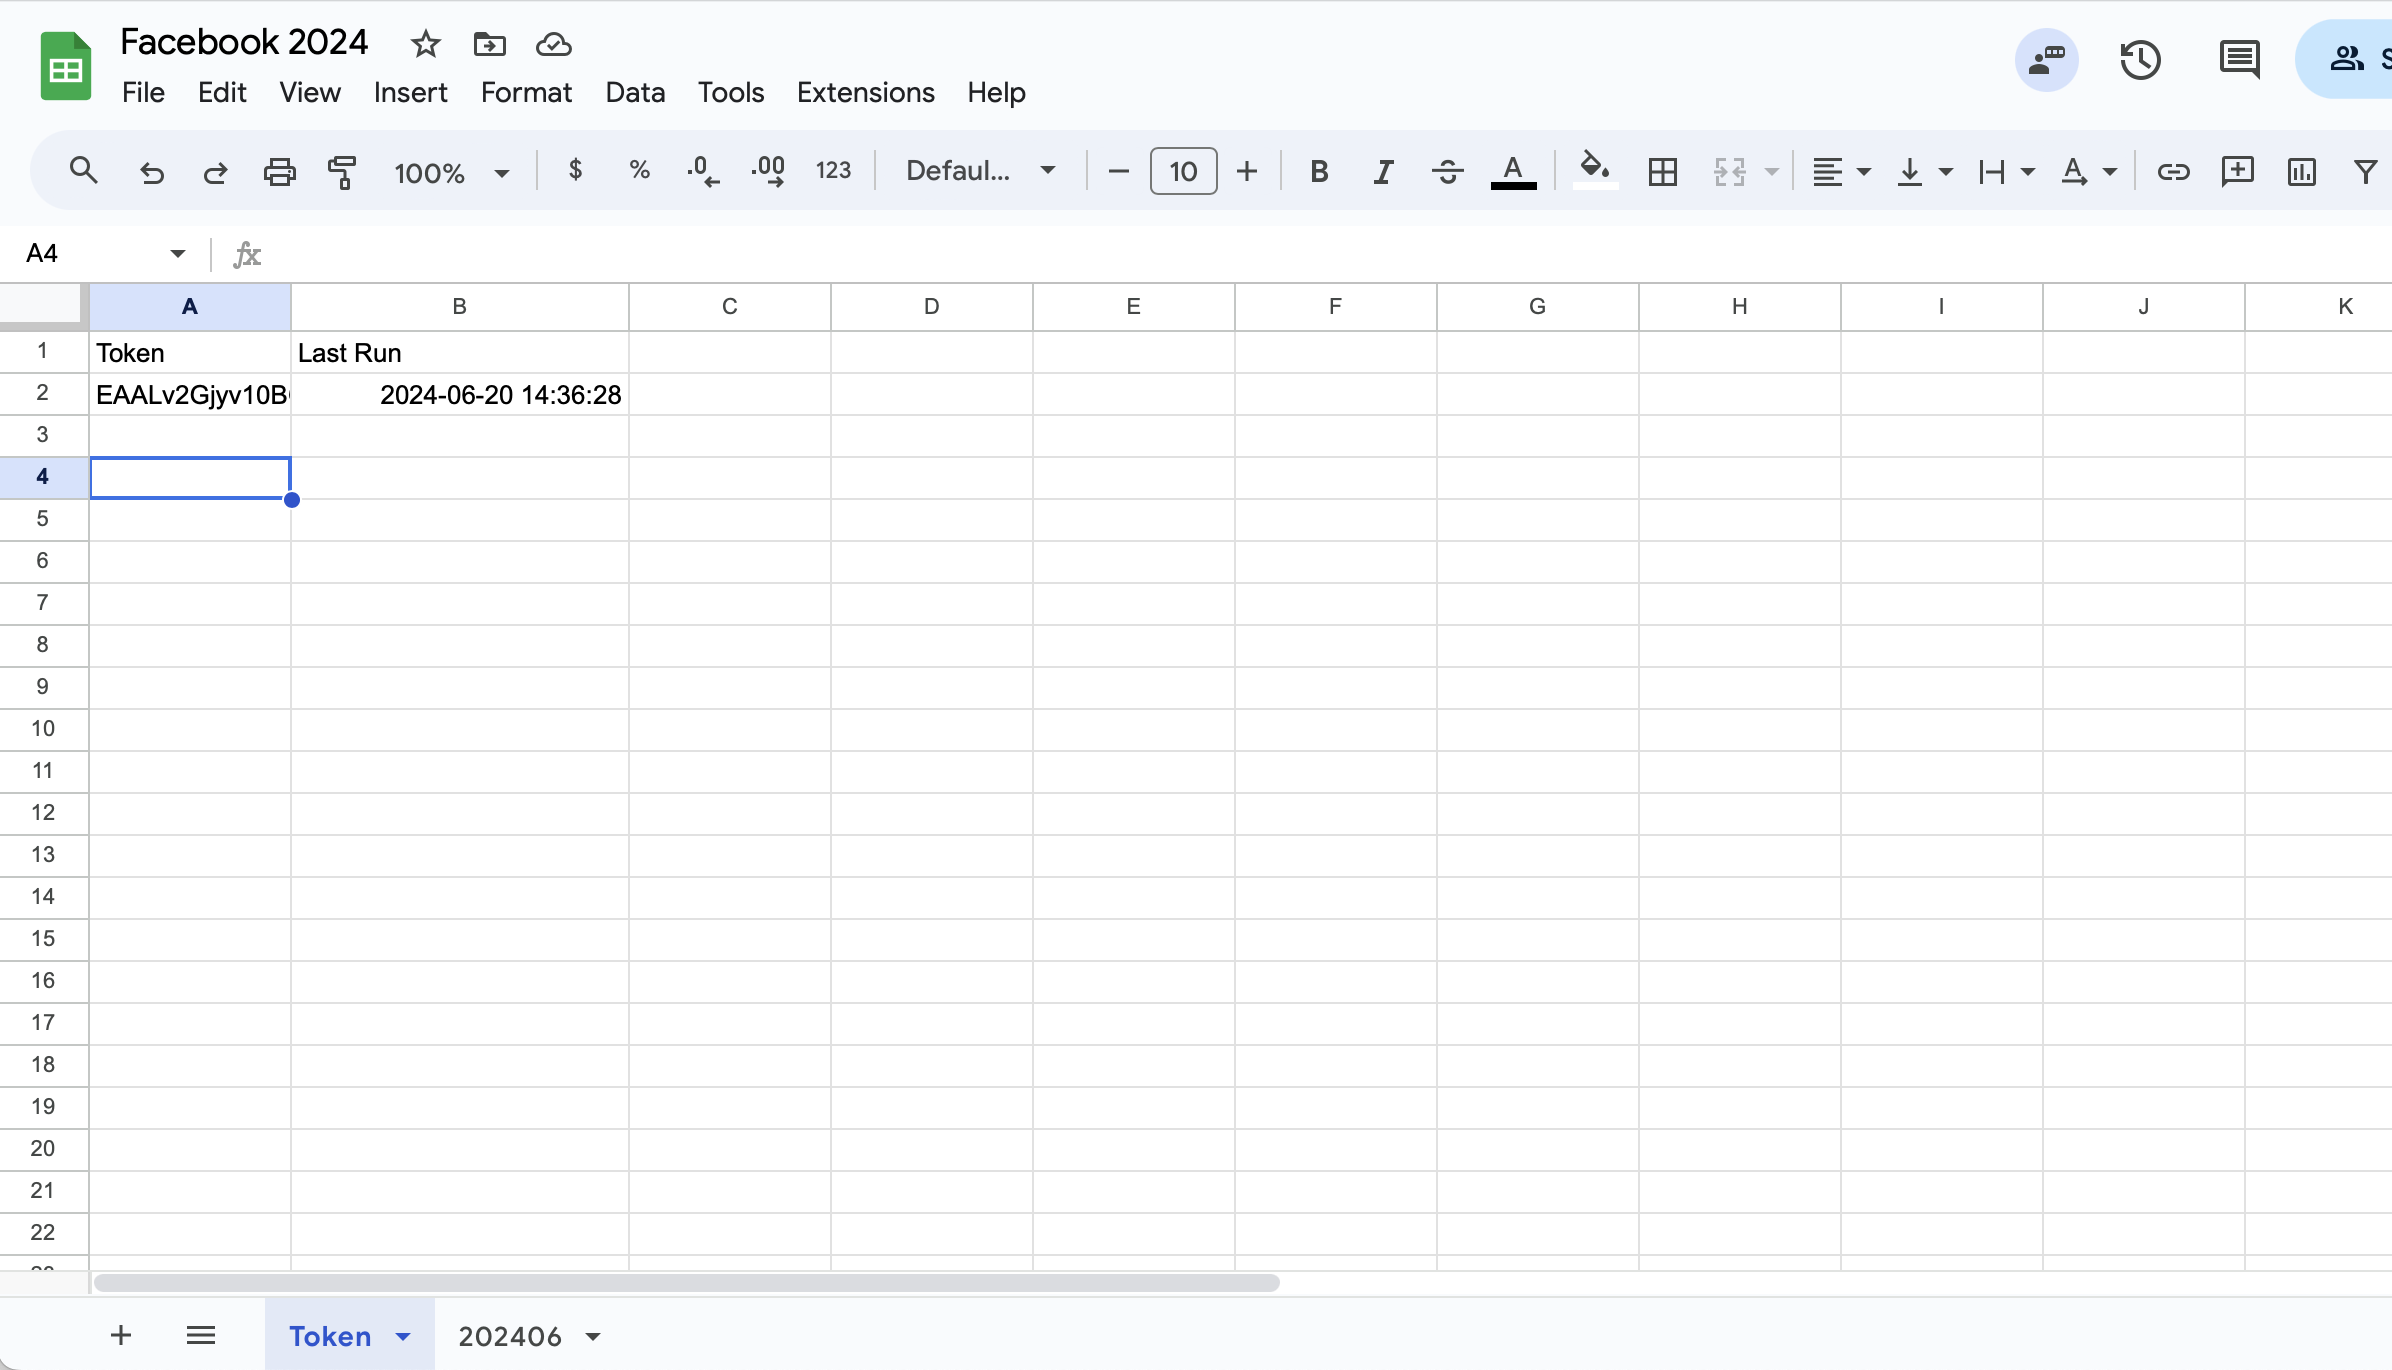 Facebook 2024
File Edit View Insert Format Data Tools Extensions Help
100% $ % .0 .00 123 Defaul... 10 B I A
A4 fx
A B C D E F G H I J K
1 Token Last Run
2 EAALv2Gjyv10B 2024-06-20 14:36:28
3
4
5
6
7
8
9
10
11
12
13
14
15
16
17
18
19
20
21
22
Token 202406